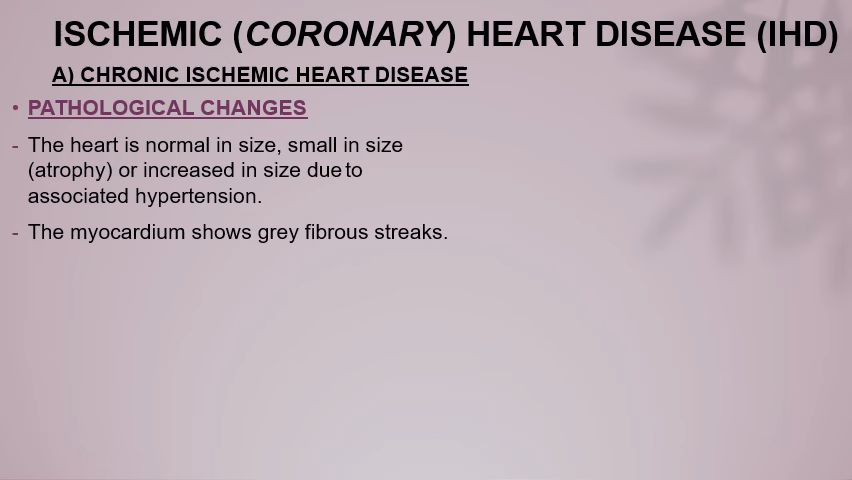 ISCHEMIC (CORONARY) HEART DISEASE (IHD)
A) CHRONIC ISCHEMIC HEART DISEASE
• PATHOLOGICAL CHANGES
- The heart is normal in size, small in size
(atrophy) or increased in size due to
associated hypertension.
- The myocardium shows grey fibrous streaks.